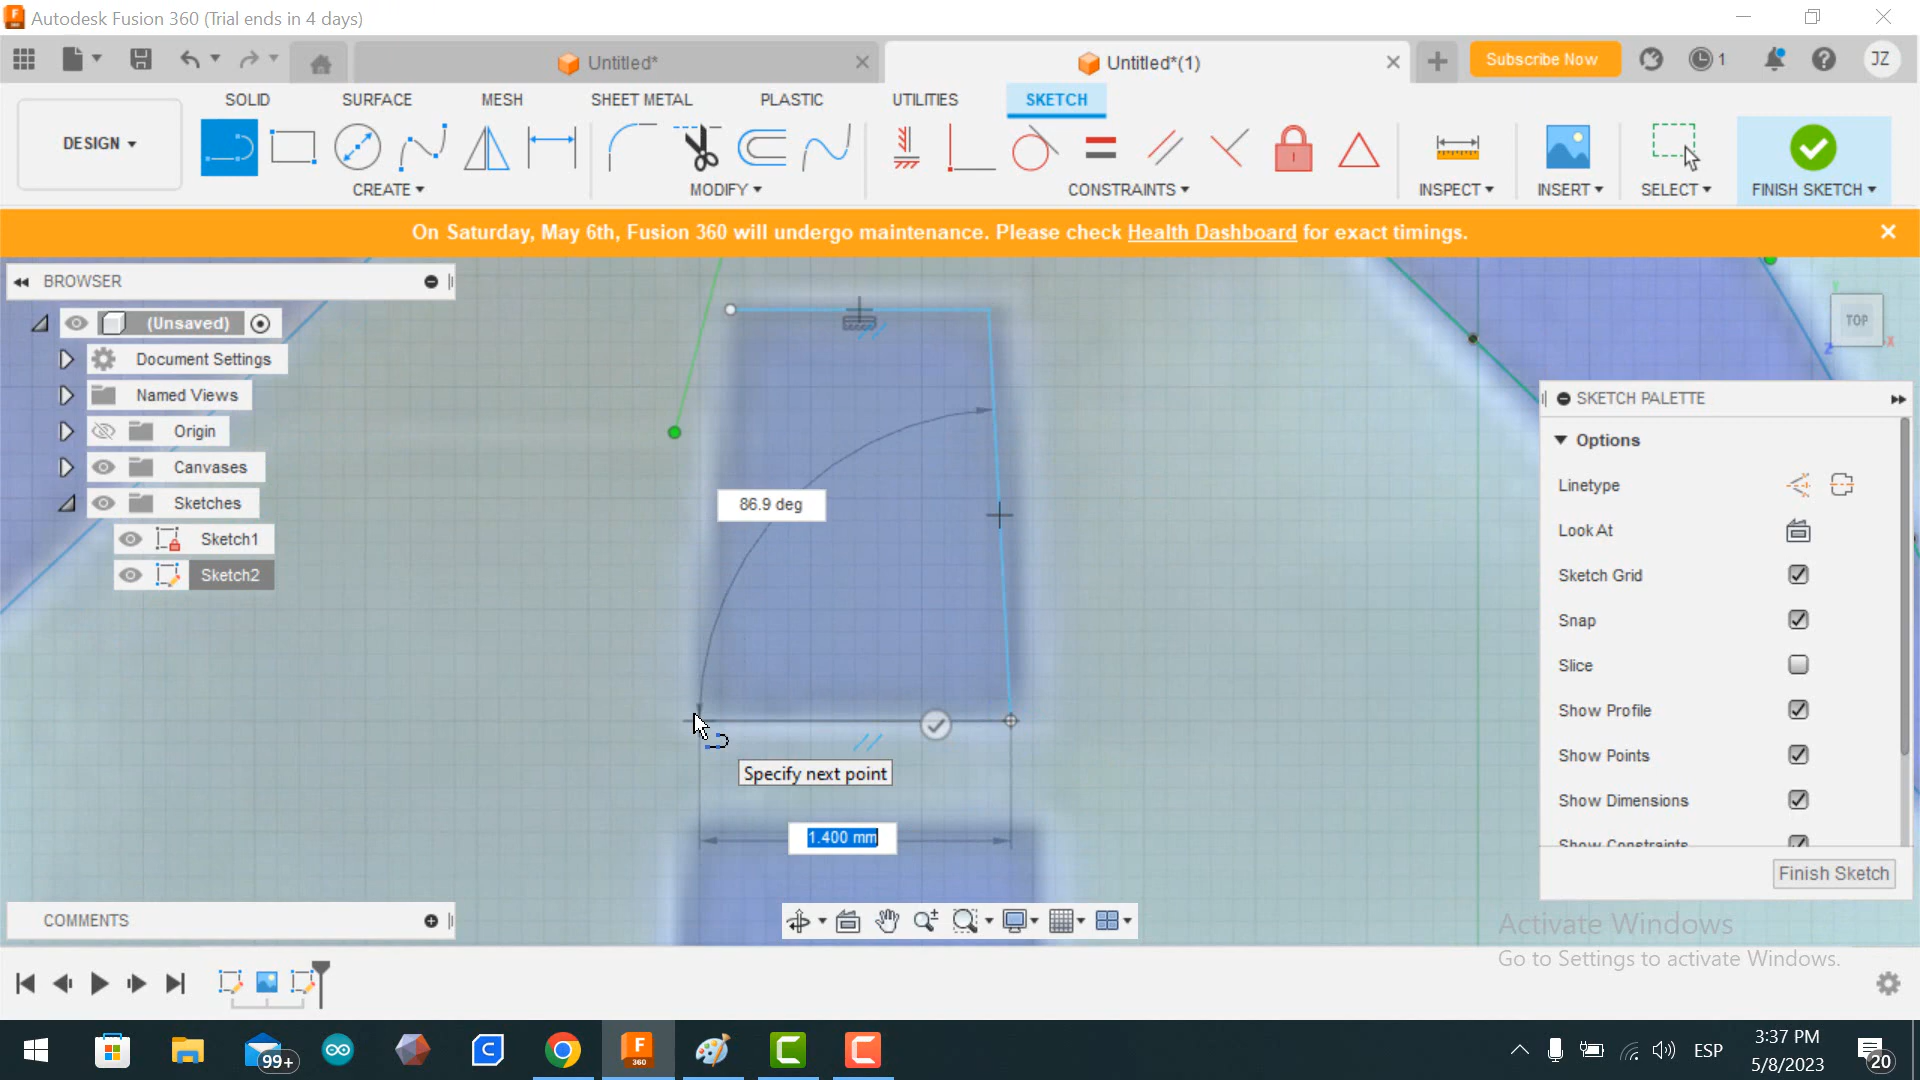 Autodesk Fusion 360 (Trial ends in 4 days)
Untitled*
Untitled*(1)
Subscribe Now
1
JZ
DESIGN
SOLID
SURFACE
MESH
SHEET METAL
PLASTIC
UTILITIES
SKETCH
CREATE
MODIFY
CONSTRAINTS
INSPECT
INSERT
SELECT
FINISH SKETCH
On Saturday, May 6th, Fusion 360 will undergo maintenance. Please check Health Dashboard for exact timings.
BROWSER
(Unsaved)
Document Settings
Named Views
Origin
Canvases
Sketches
Sketch1
Sketch2
86.9 deg
Specify next point
1.400 mm
TOP
Y
X
Z
SKETCH PALETTE
Options
Linetype
Look At
Sketch Grid
Snap
Slice
Show Profile
Show Points
Show Dimensions
Show Constraints
Finish Sketch
COMMENTS
Activate Windows
Go to Settings to activate Windows.
99+
F
360
ESP
3:37 PM
5/8/2023
20